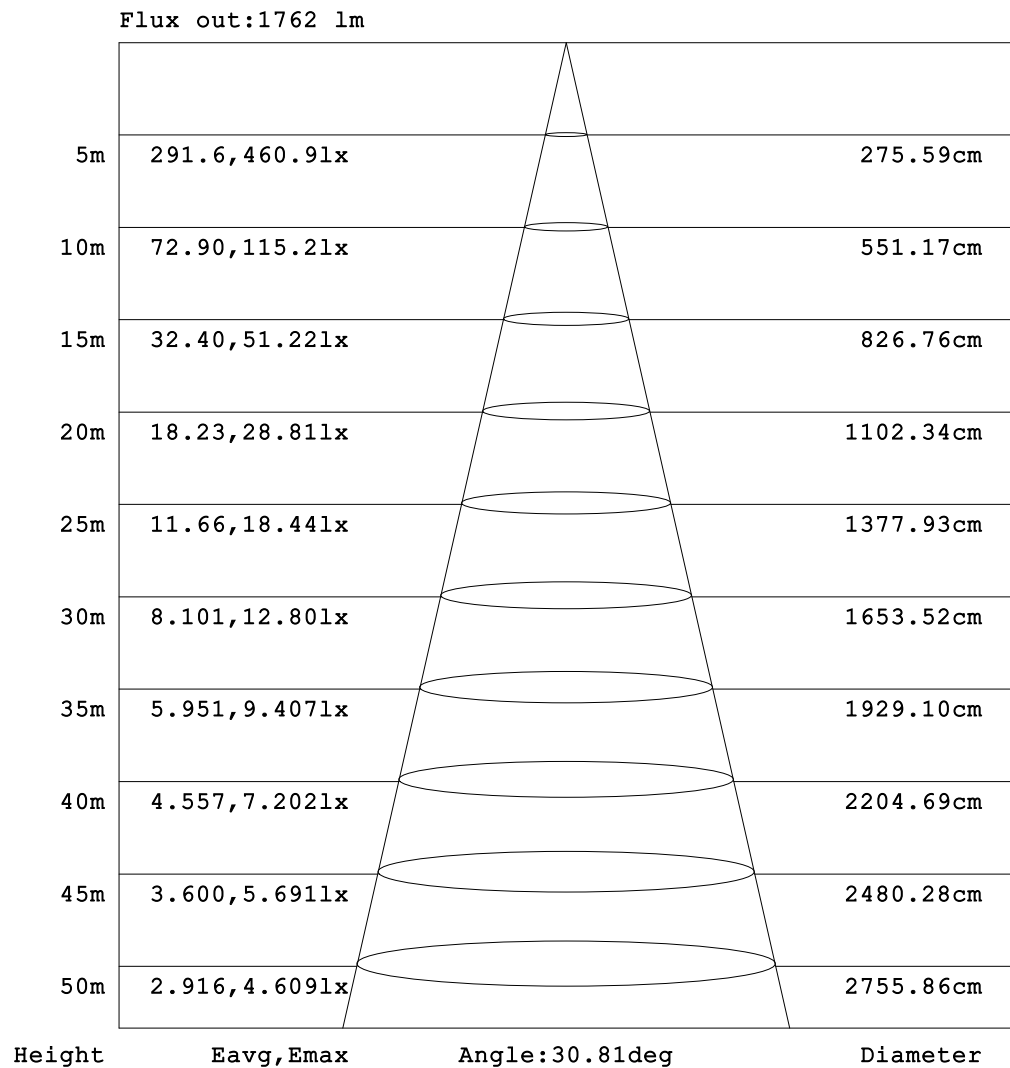 Flux out:1762 lm
5m 291.6,460.9lx 275.59cm
10m 72.90,115.2lx 551.17cm
15m 32.40,51.22lx 826.76cm
20m 18.23,28.81lx 1102.34cm
25m 11.66,18.44lx 1377.93cm
30m 8.101,12.80lx 1653.52cm
35m 5.951,9.407lx 1929.10cm
40m 4.557,7.202lx 2204.69cm
45m 3.600,5.691lx 2480.28cm
50m 2.916,4.609lx 2755.86cm
Height Eavg,Emax Angle:30.81deg Diameter